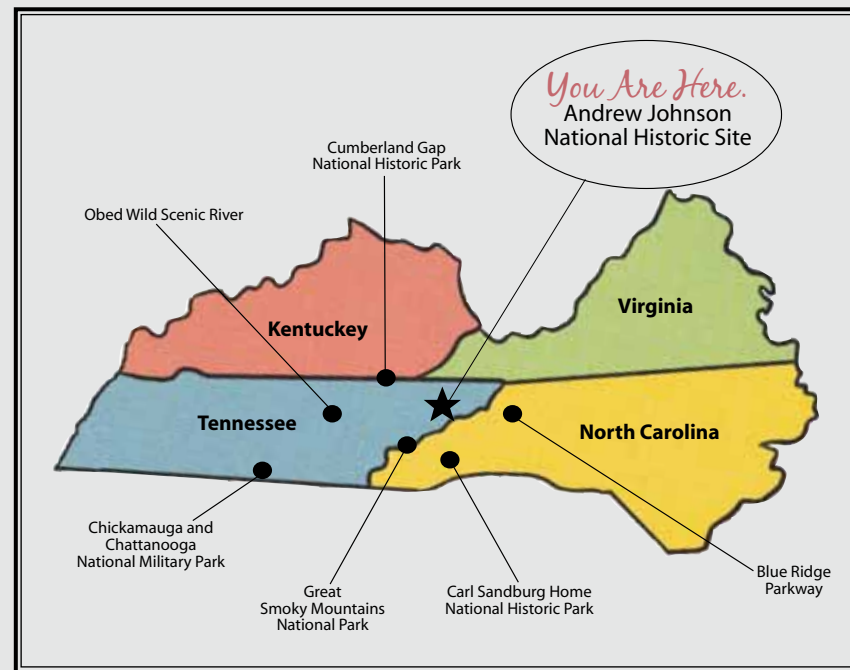 You Are Here.
Andrew Johnson
National Historic Site
Cumberland Gap
National Historic Park
Obed Wild Scenic River
Kentucky
Virginia
Tennessee
North Carolina
Chickamauga and
Chattanooga
National Military Park
Great
Smoky Mountains
National Park
Carl Sandburg Home
National Historic Park
Blue Ridge
Parkway